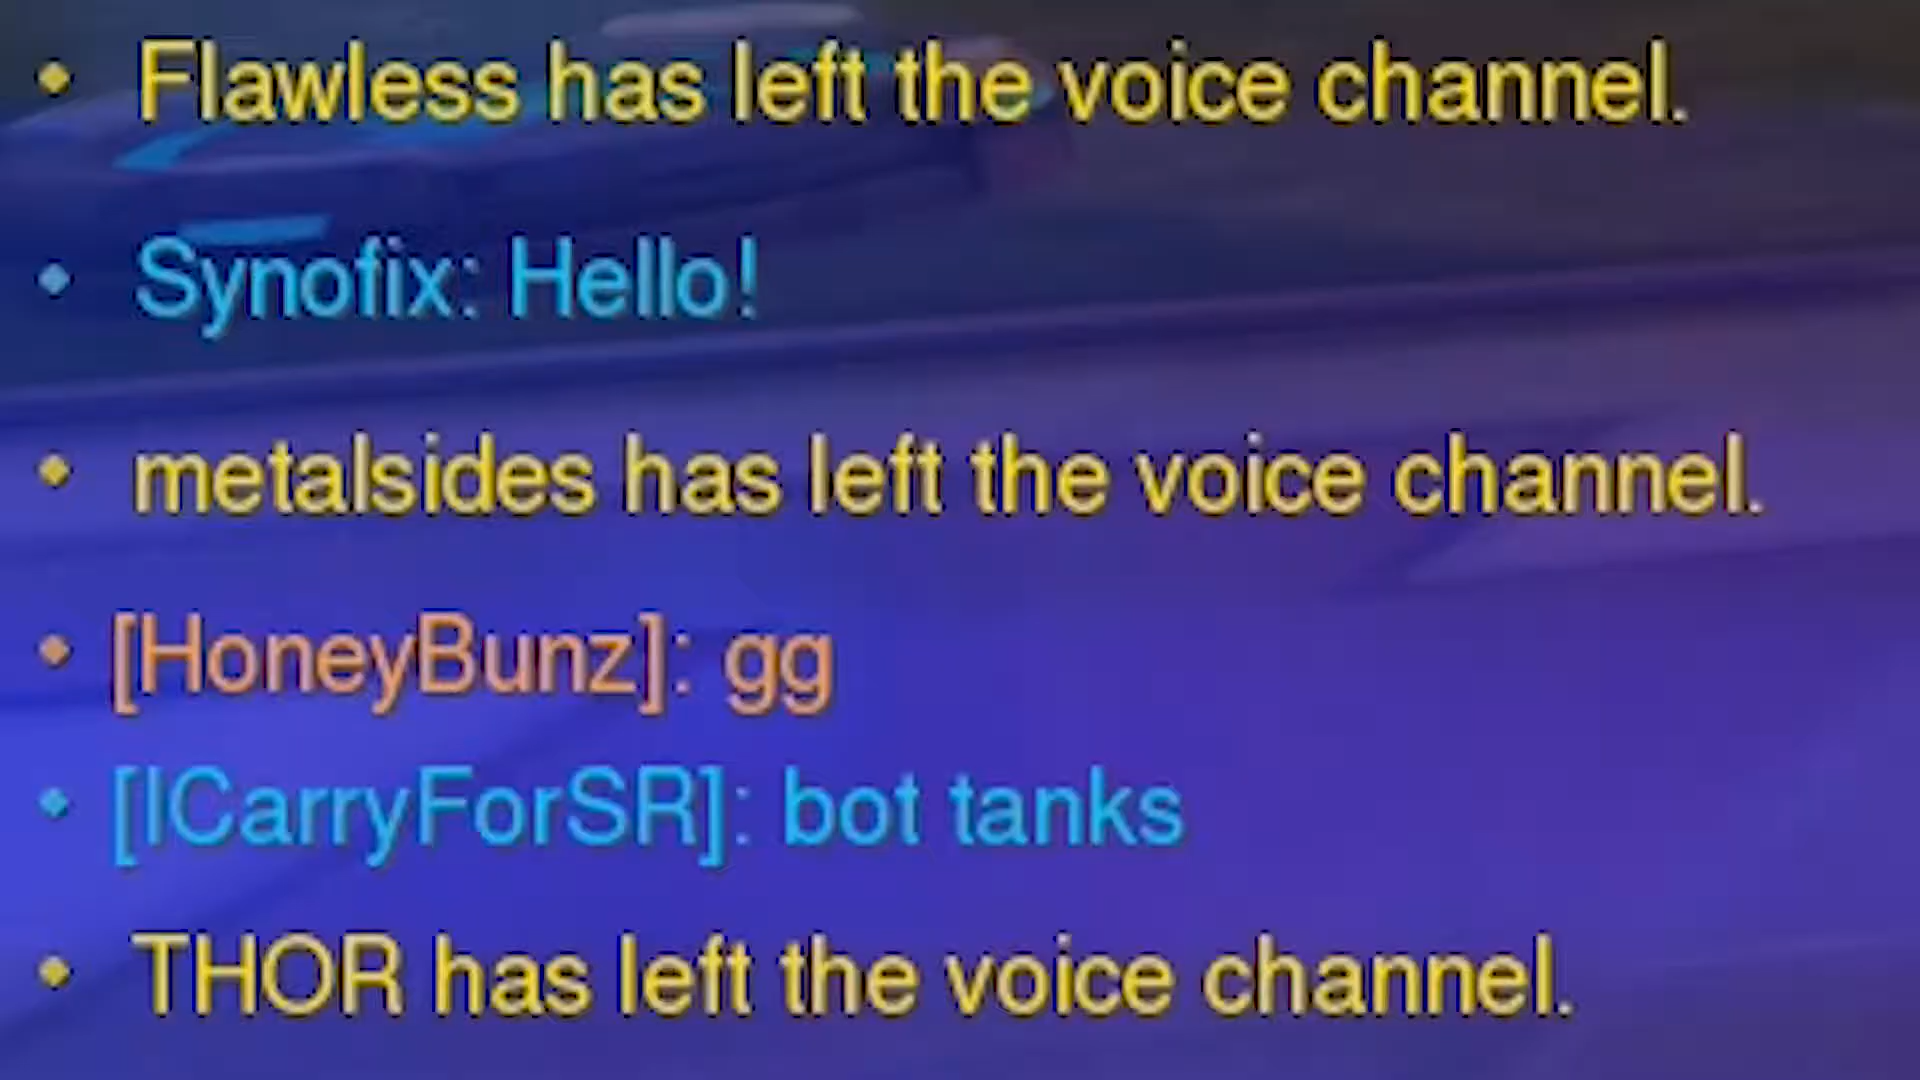 • Flawless has left the voice channel.
• Synofix: Hello!
• metalsides has left the voice channel.
• [HoneyBunz]: gg
• [ICarryForSR]: bot tanks
• THOR has left the voice channel.